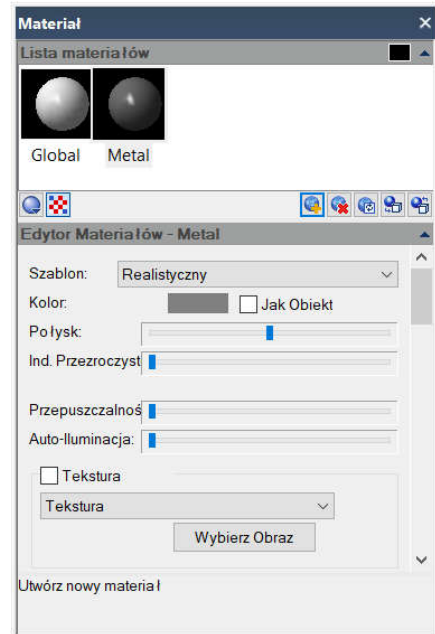 Materiał
Lista materiałów
Global Metal
Edytor Materiałów - Metal
Szablon: Realistyczny
Kolor: Jak Obiekt
Połysk:
Ind. Przezroczyst
Przepuszczalnoś
Auto-Iluminacja:
Tekstura
Tekstura
Wybierz Obraz
Utwórz nowy materiał